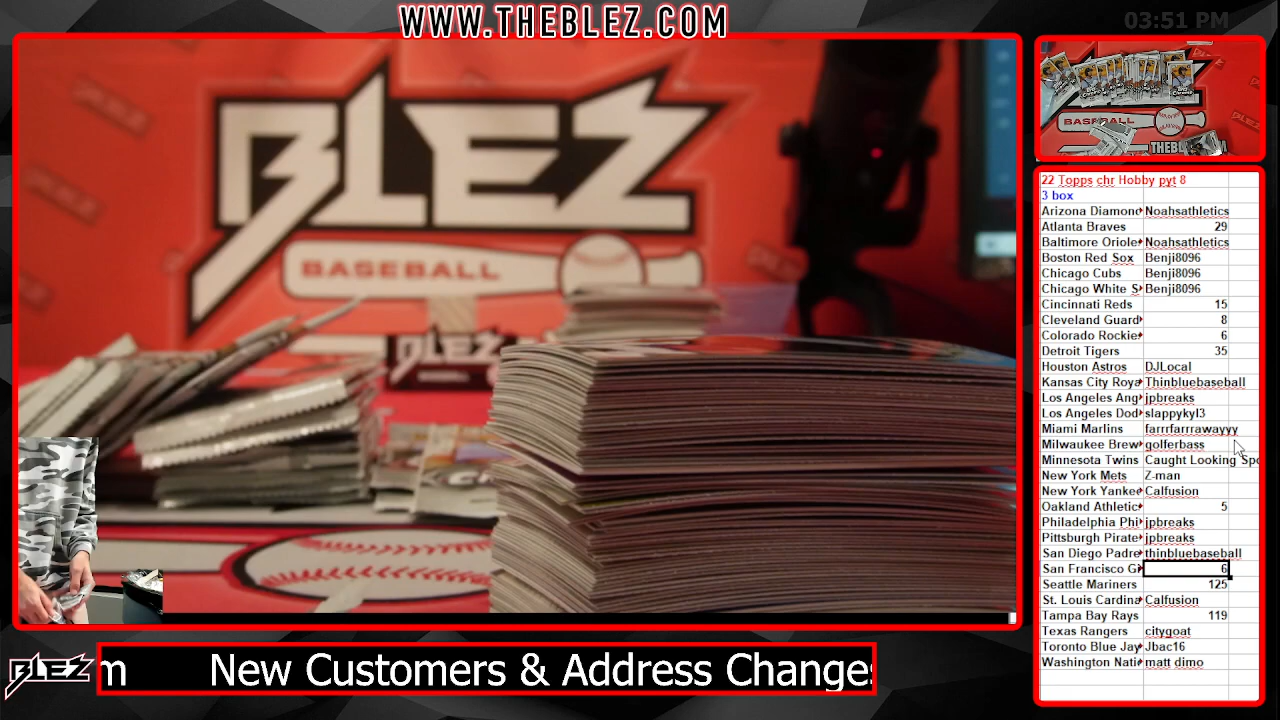 WWW.THEBLEZ.COM
03:51 PM
BLEZ
BASEBALL
BASEBALL
22 Topps chr Hobby pyt 8
3 box
Arizona Diamond Noahsathletics
Atlanta Braves 29
Baltimore Oriole Noahsathletics
Boston Red Sox Benji8096
Chicago Cubs Benji8096
Chicago White S Benji8096
Cincinnati Reds 15
Cleveland Guard 8
Colorado Rockie 6
Detroit Tigers 35
Houston Astros DJLocal
Kansas City Roya Thinbluebaseball
Los Angeles Ang jpbreaks
Los Angeles Dod slappykyl3
Miami Marlins farrrfarrrawayyy
Milwaukee Brew golferbass
Minnesota Twins Caught Looking Spo
New York Mets Z-man
New York Yankee Calfusion
Oakland Athletic 5
Philadelphia Phi jpbreaks
Pittsburgh Pirate jpbreaks
San Diego Padre thinbluebaseball
San Francisco Gi 6
Seattle Mariners 125
St. Louis Cardina Calfusion
Tampa Bay Rays 119
Texas Rangers citygoat
Toronto Blue Jay Jbac16
Washington Nati matt dimo
BLEZ
m New Customers & Address Changes